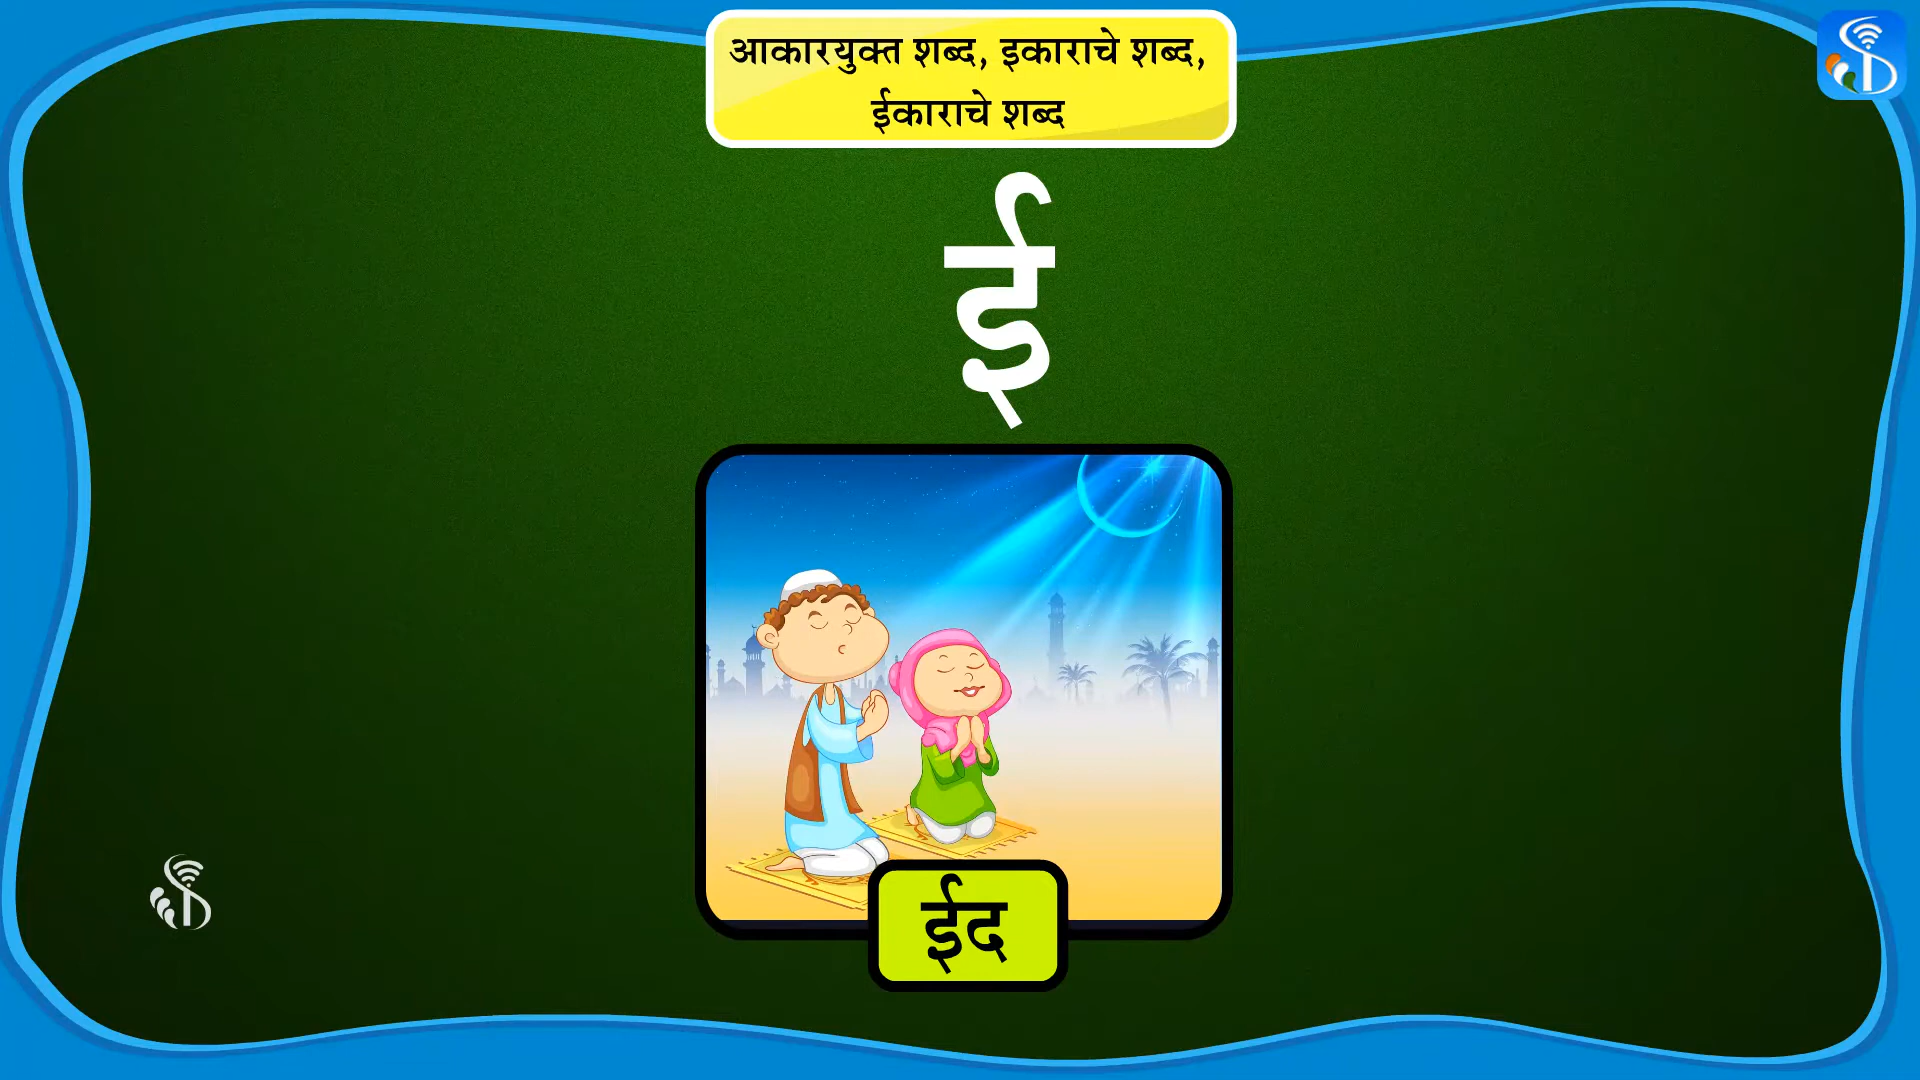 आकारयुक्त शब्द, इकाराचे शब्द,
ईकाराचे शब्द
ई
ईद